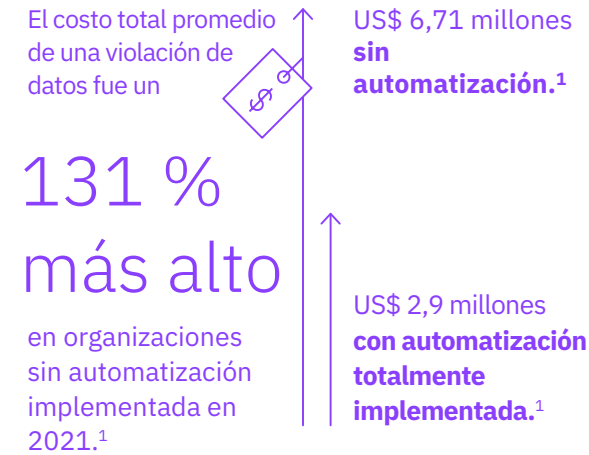 El costo total promedio
de una violación de
datos fue un
$
131 %
más alto
en organizaciones
sin automatización
implementada en
2021.¹
US$ 6,71 millones
sin
automatización.¹
US$ 2,9 millones
con automatización
totalmente
implementada.¹